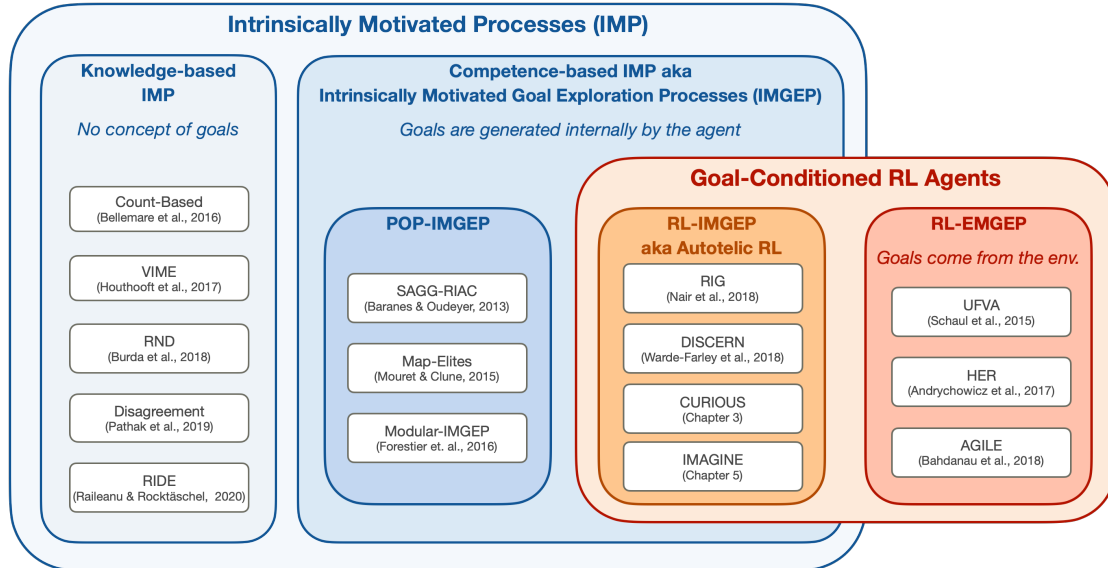 Intrinsically Motivated Processes (IMP)
Knowledge-based
IMP
No concept of goals
Count-Based
(Bellemare et al., 2016)
VIME
(Houthooft et al., 2017)
RND
(Burda et al., 2018)
Disagreement
(Pathak et al., 2019)
RIDE
(Raileanu & Rocktäschel, 2020)
Competence-based IMP aka
Intrinsically Motivated Goal Exploration Processes (IMGEP)
Goals are generated internally by the agent
POP-IMGEP
SAGG-RIAC
(Baranes & Oudeyer, 2013)
Map-Elites
(Mouret & Clune, 2015)
Modular-IMGEP
(Forestier et. al., 2016)
Goal-Conditioned RL Agents
RL-IMGEP
aka Autotelic RL
RIG
(Nair et al., 2018)
DISCERN
(Warde-Farley et al., 2018)
CURIOUS
(Chapter 3)
IMAGINE
(Chapter 5)
RL-EMGEP
Goals come from the env.
UFVA
(Schaul et al., 2015)
HER
(Andrychowicz et al., 2017)
AGILE
(Bahdanau et al., 2018)